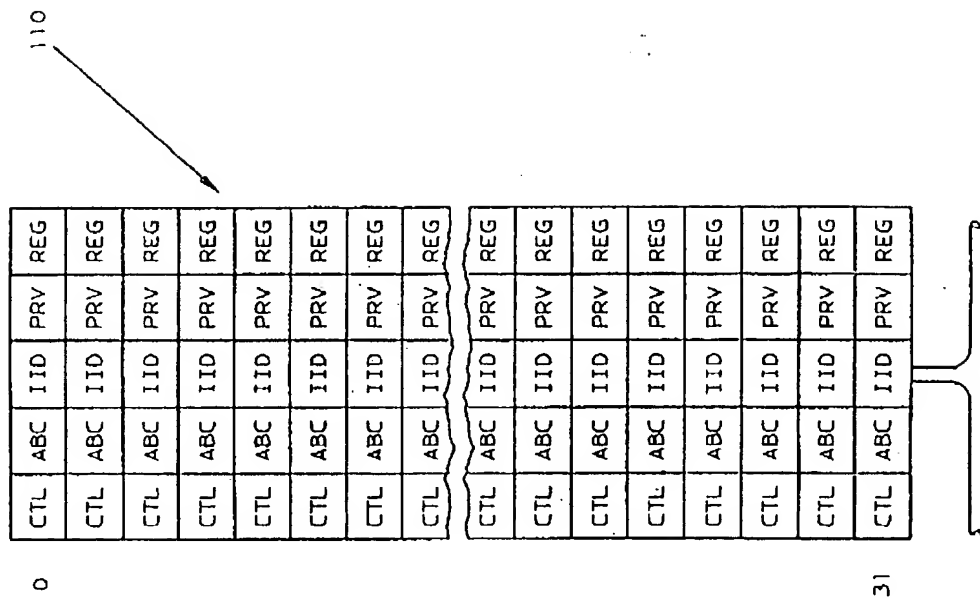 110
0 CTL ABC IID PRV REG
CTL ABC IID PRV REG
CTL ABC IID PRV REG
CTL ABC IID PRV REG
CTL ABC IID PRV REG
CTL ABC IID PRV REG
CTL ABC IID PRV REG
CTL ABC IID PRV REG
CTL ABC IID PRV REG
CTL ABC IID PRV REG
CTL ABC IID PRV REG
CTL ABC IID PRV REG
CTL ABC IID PRV REG
CTL ABC IID PRV REG
CTL ABC IID PRV REG
31 CTL ABC IID PRV REG